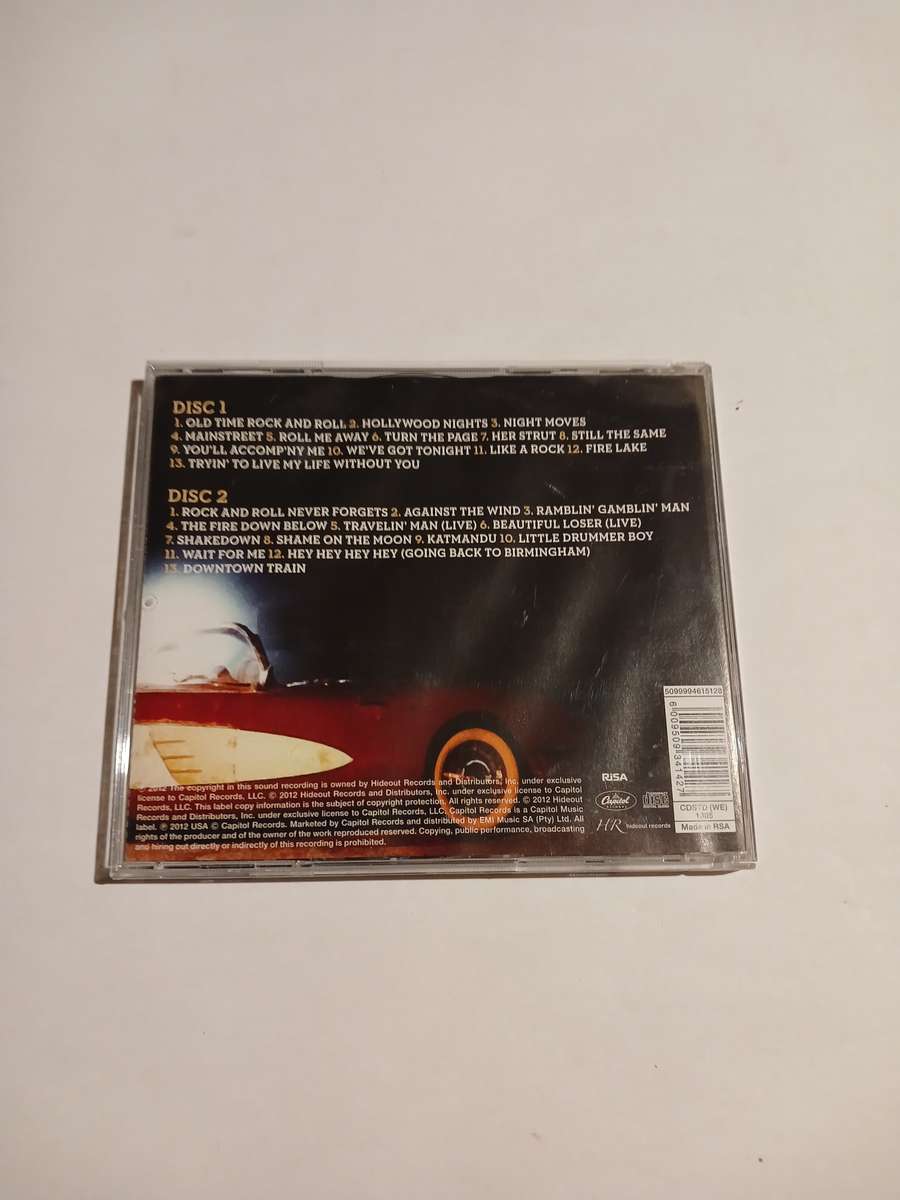 DISC 1
1. OLD TIME ROCK AND ROLL 2. HOLLYWOOD NIGHTS 3. NIGHT MOVES
4. MAINSTREET 5. ROLL ME AWAY 6. TURN THE PAGE 7. HER STRUT 8. STILL THE SAME
9. YOU'LL ACCOMP'NY ME 10. WE'VE GOT TONIGHT 11. LIKE A ROCK 12. FIRE LAKE
13. TRYIN' TO LIVE MY LIFE WITHOUT YOU
DISC 2
1. ROCK AND ROLL NEVER FORGETS 2. AGAINST THE WIND 3. RAMBLIN' GAMBLIN' MAN
4. THE FIRE DOWN BELOW 5. TRAVELIN' MAN (LIVE) 6. BEAUTIFUL LOSER (LIVE)
7. SHAKEDOWN 8. SHAME ON THE MOON 9. KATMANDU 10. LITTLE DRUMMER BOY
11. WAIT FOR ME 12. HEY HEY HEY HEY (GOING BACK TO BIRMINGHAM)
13. DOWNTOWN TRAIN
5099994615128
6009509341427
℗ 2012 The copyright in this sound recording is owned by Hideout Records and Distributors, Inc. under exclusive
license to Capitol Records, LLC. © 2012 Hideout Records and Distributors, Inc. under exclusive license to Capitol
Records, LLC. This label copy information is the subject of copyright protection. All rights reserved. © 2012 Hideout
Records and Distributors, Inc. under exclusive license to Capitol Records, LLC, Capitol Records is a Capitol Music
label. ℗ 2012 USA © Capitol Records. Marketed by Capitol Records and distributed by EMI Music SA (Pty) Ltd. All
rights of the producer and of the owner of the work reproduced reserved. Copying, public performance, broadcasting
and hiring out directly or indirectly of this recording is prohibited.
RiSA
Capitol
disc
HR hideout records
CDSTD (WE)
Made in RSA